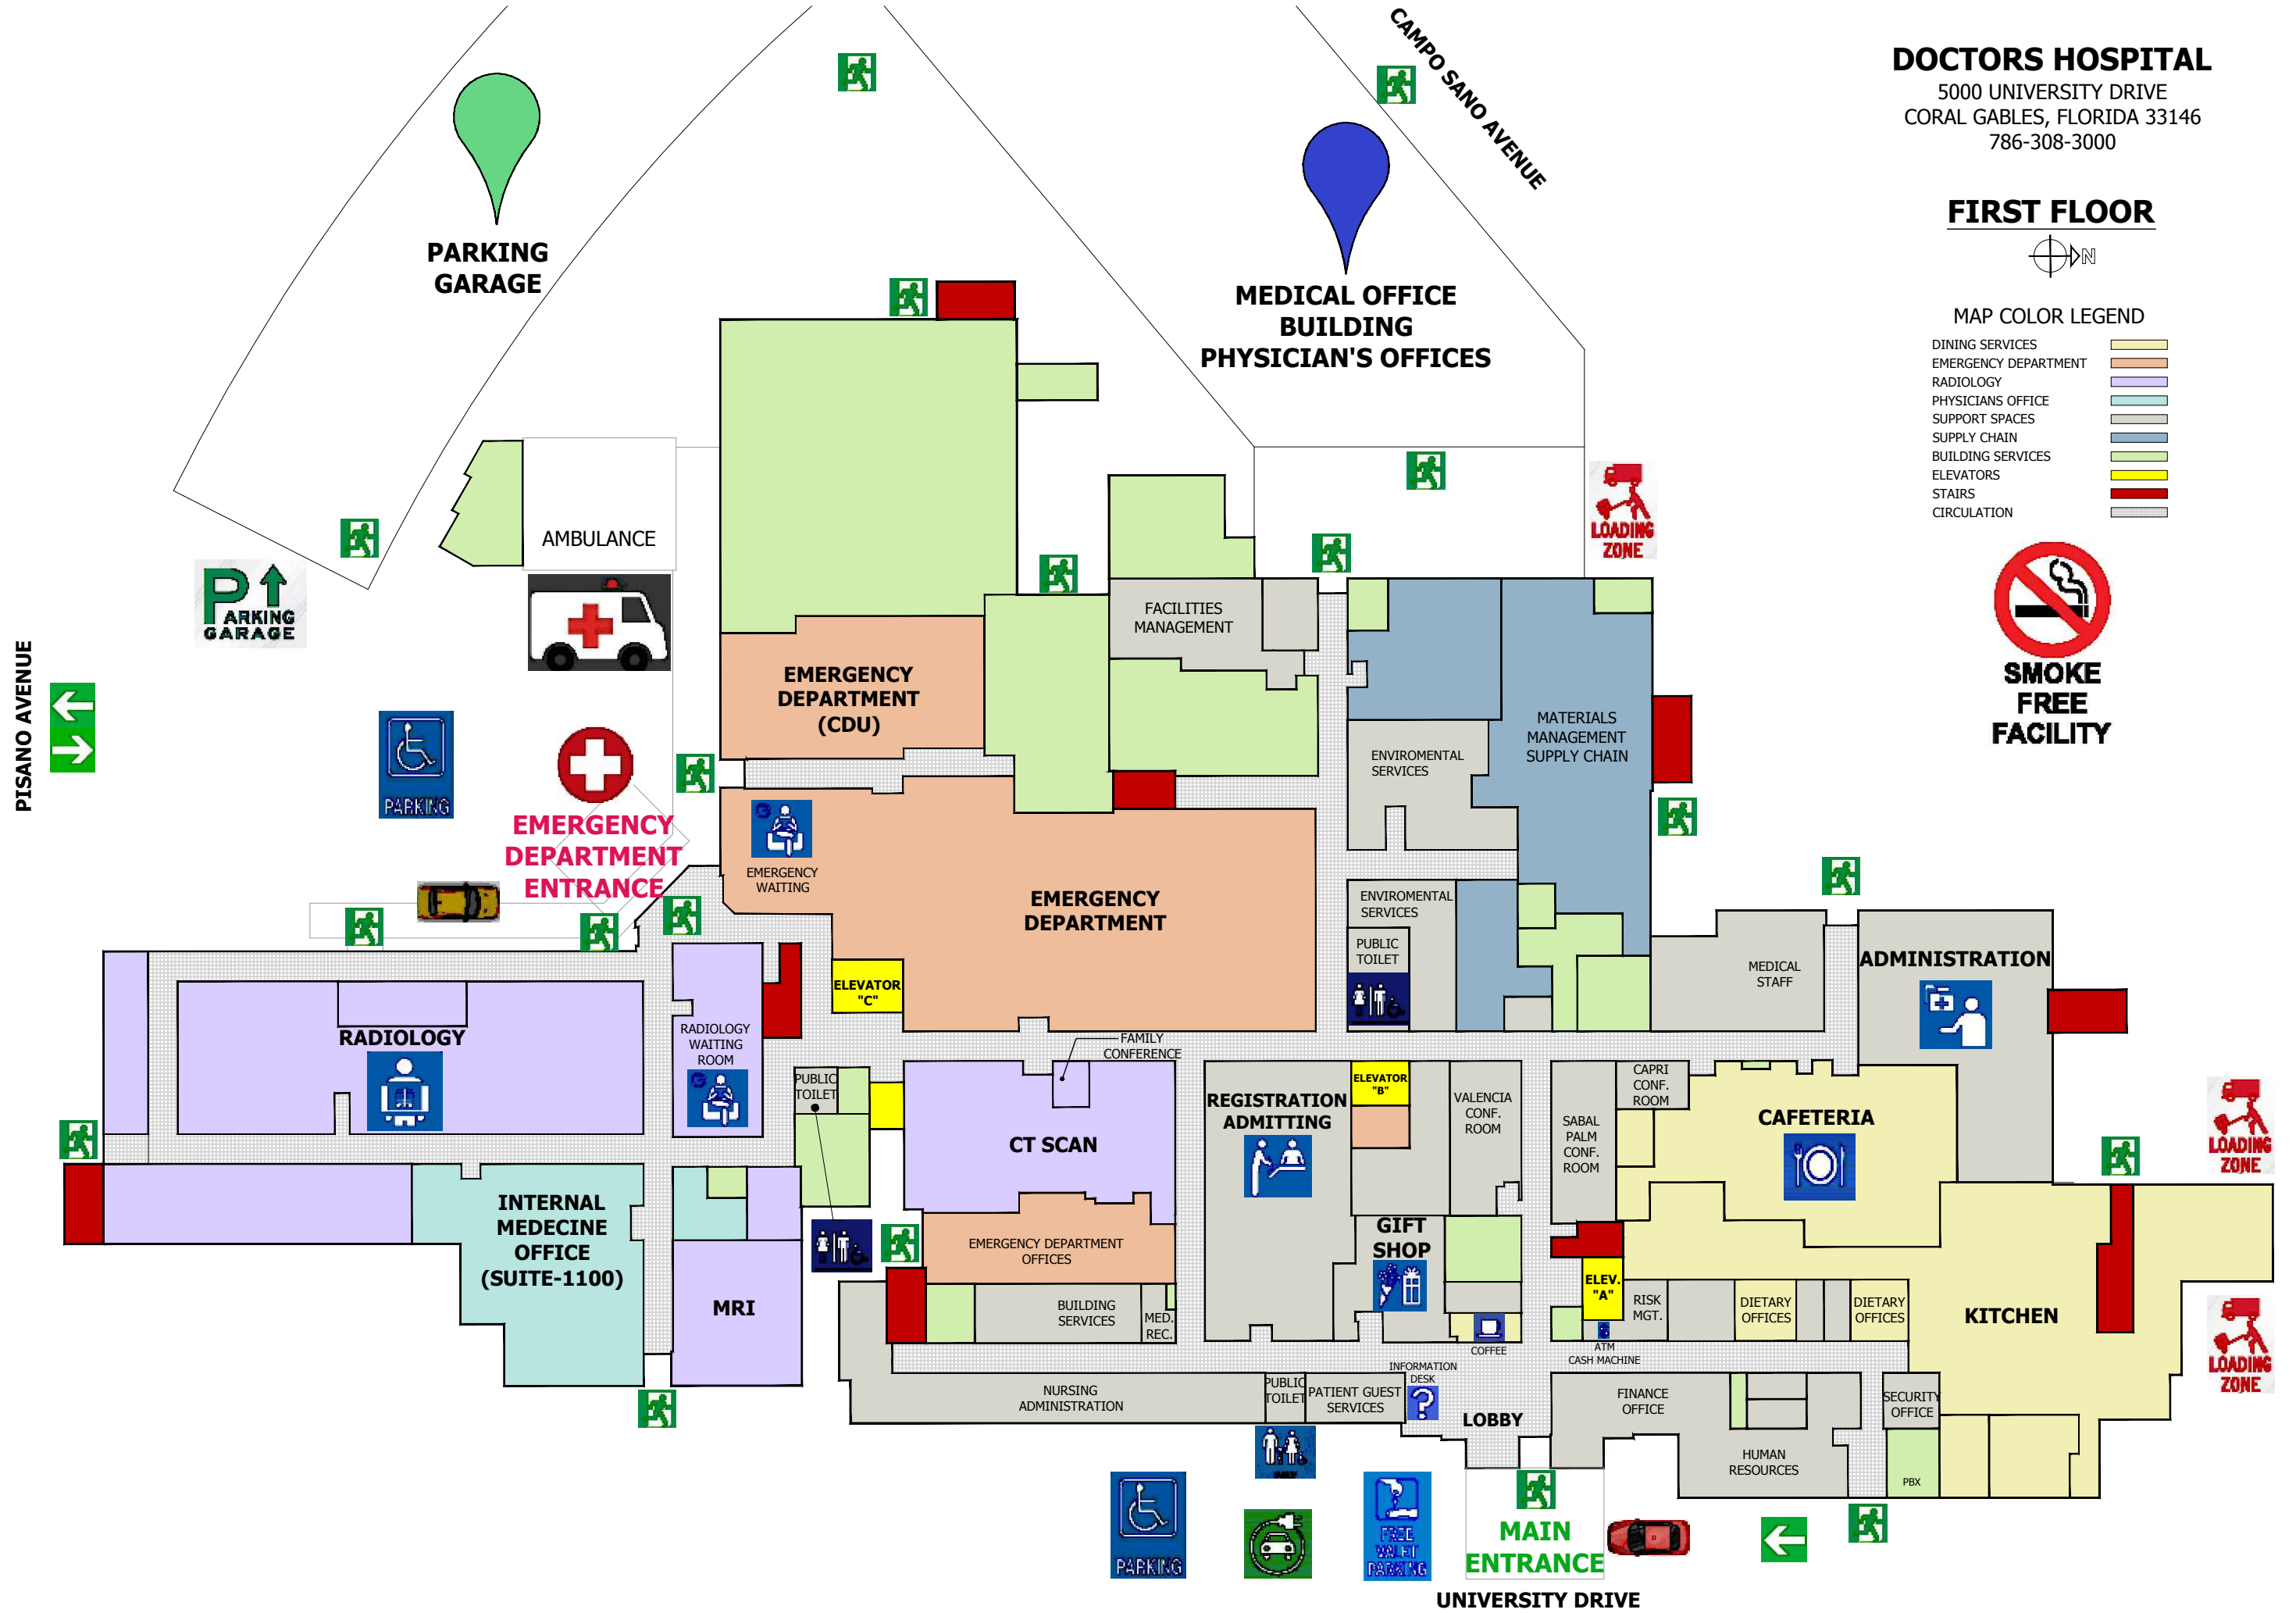 CAMPO SANO AVENUE
DOCTORS HOSPITAL
5000 UNIVERSITY DRIVE
CORAL GABLES, FLORIDA 33146
786-308-3000
FIRST FLOOR
N
MAP COLOR LEGEND
DINING SERVICES
EMERGENCY DEPARTMENT
RADIOLOGY
PHYSICIANS OFFICE
SUPPORT SPACES
SUPPLY CHAIN
BUILDING SERVICES
ELEVATORS
STAIRS
CIRCULATION
SMOKE
FREE
FACILITY
PARKING
GARAGE
MEDICAL OFFICE
BUILDING
PHYSICIAN'S OFFICES
AMBULANCE
LOADING
ZONE
PARKING
GARAGE
PISANO AVENUE
PARKING
EMERGENCY
DEPARTMENT
ENTRANCE
EMERGENCY
DEPARTMENT
(CDU)
FACILITIES
MANAGEMENT
MATERIALS
MANAGEMENT
SUPPLY CHAIN
ENVIROMENTAL
SERVICES
EMERGENCY
WAITING
EMERGENCY
DEPARTMENT
ENVIROMENTAL
SERVICES
PUBLIC
TOILET
MEDICAL
STAFF
ADMINISTRATION
ELEVATOR
"C"
RADIOLOGY
RADIOLOGY
WAITING
ROOM
FAMILY
CONFERENCE
PUBLIC
TOILET
CT SCAN
REGISTRATION
ADMITTING
ELEVATOR
"B"
VALENCIA
CONF.
ROOM
SABAL
PALM
CONF.
ROOM
CAPRI
CONF.
ROOM
CAFETERIA
LOADING
ZONE
INTERNAL
MEDECINE
OFFICE
(SUITE-1100)
MRI
EMERGENCY DEPARTMENT
OFFICES
BUILDING
SERVICES
MED.
REC.
GIFT
SHOP
COFFEE
ELEV.
"A"
RISK
MGT.
DIETARY
OFFICES
DIETARY
OFFICES
KITCHEN
LOADING
ZONE
ATM
CASH MACHINE
INFORMATION
DESK
NURSING
ADMINISTRATION
PUBLIC
TOILET
PATIENT GUEST
SERVICES
LOBBY
FINANCE
OFFICE
SECURITY
OFFICE
HUMAN
RESOURCES
PBX
PARKING
FREE
VALET
PARKING
MAIN
ENTRANCE
UNIVERSITY DRIVE